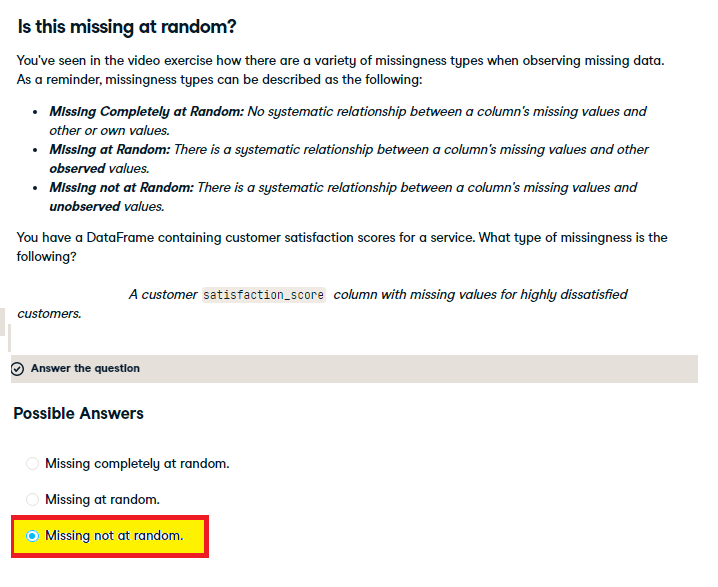 Is this missing at random?
You've seen in the video exercise how there are a variety of missingness types when observing missing data.
As a reminder, missingness types can be described as the following:
• Missing Completely at Random: No systematic relationship between a column's missing values and
other or own values.
• Missing at Random: There is a systematic relationship between a column's missing values and other
observed values.
• Missing not at Random: There is a systematic relationship between a column's missing values and
unobserved values.
You have a DataFrame containing customer satisfaction scores for a service. What type of missingness is the
following?
A customer satisfaction_score column with missing values for highly dissatisfied
customers.
Answer the question
Possible Answers
Missing completely at random.
Missing at random.
Missing not at random.